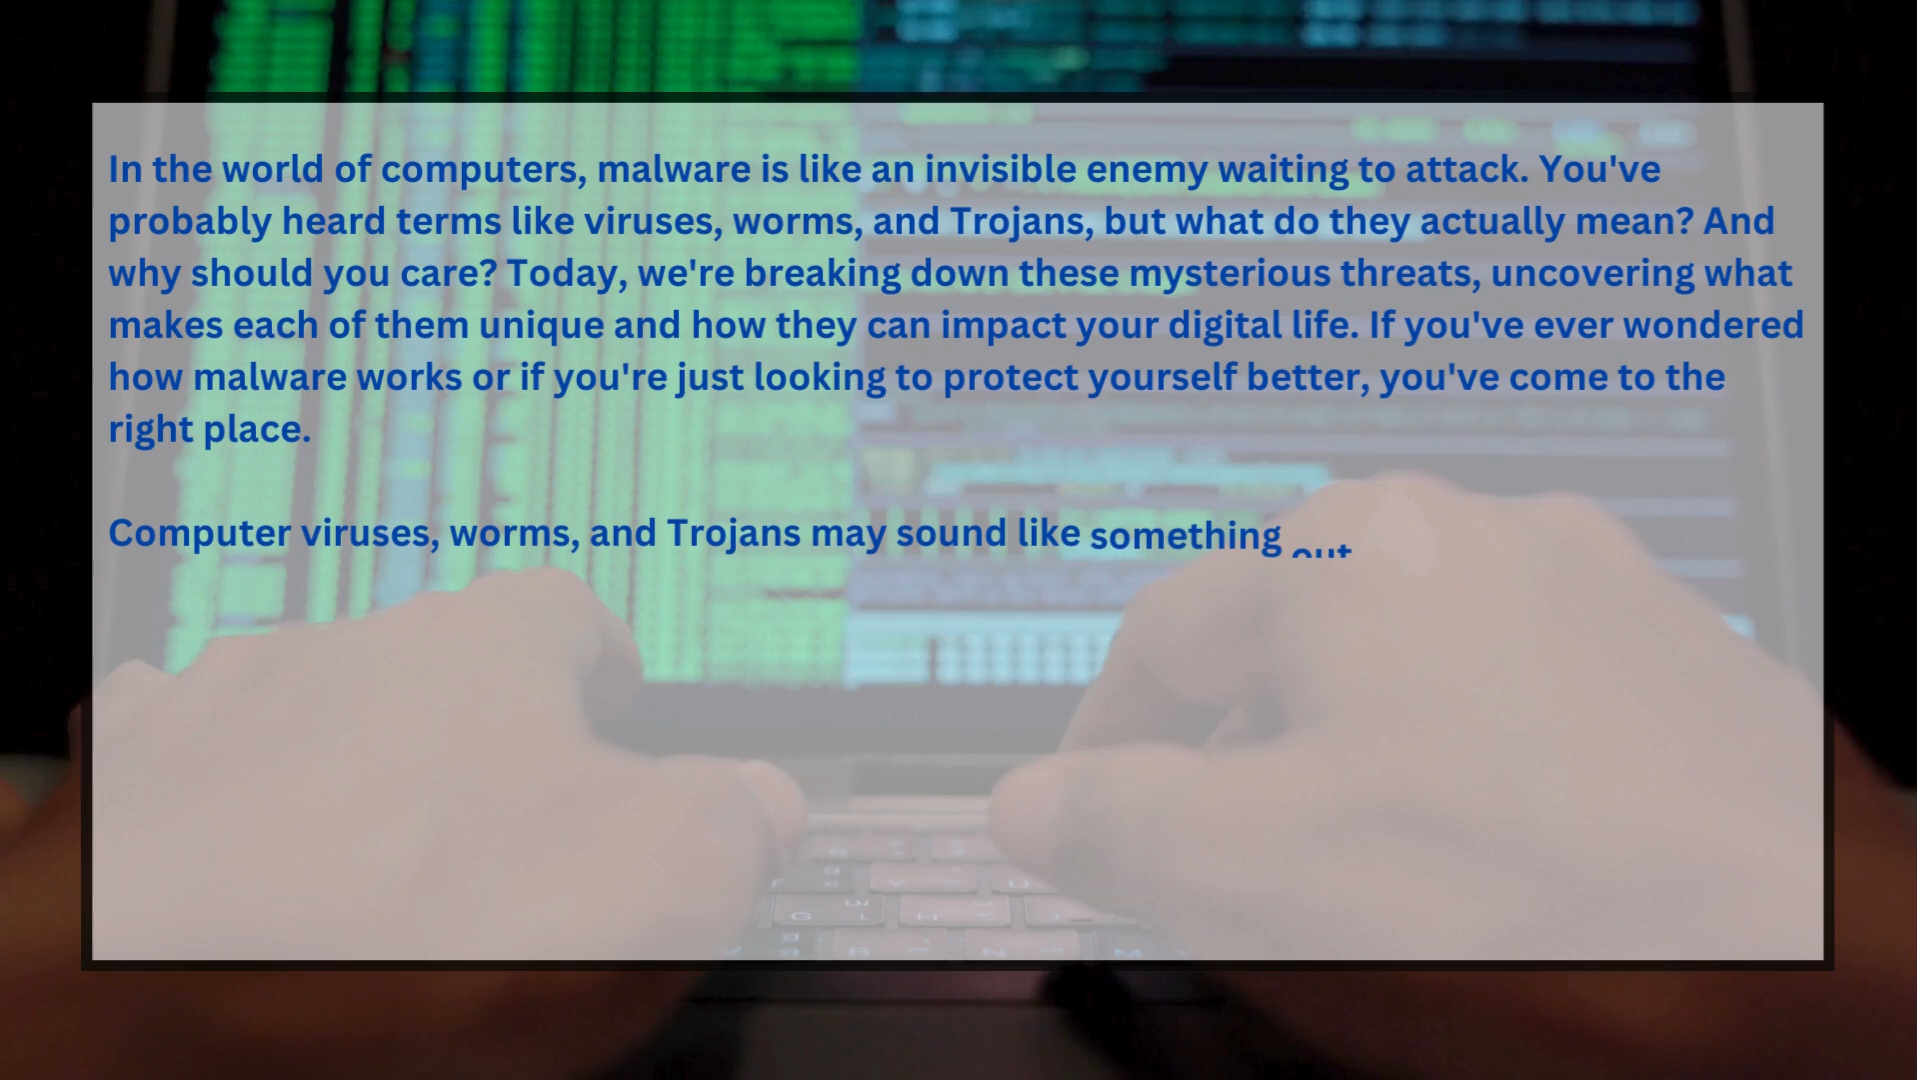 In the world of computers, malware is like an invisible enemy waiting to attack. You've
probably heard terms like viruses, worms, and Trojans, but what do they actually mean? And
why should you care? Today, we're breaking down these mysterious threats, uncovering what
makes each of them unique and how they can impact your digital life. If you've ever wondered
how malware works or if you're just looking to protect yourself better, you've come to the
right place.
Computer viruses, worms, and Trojans may sound like something out